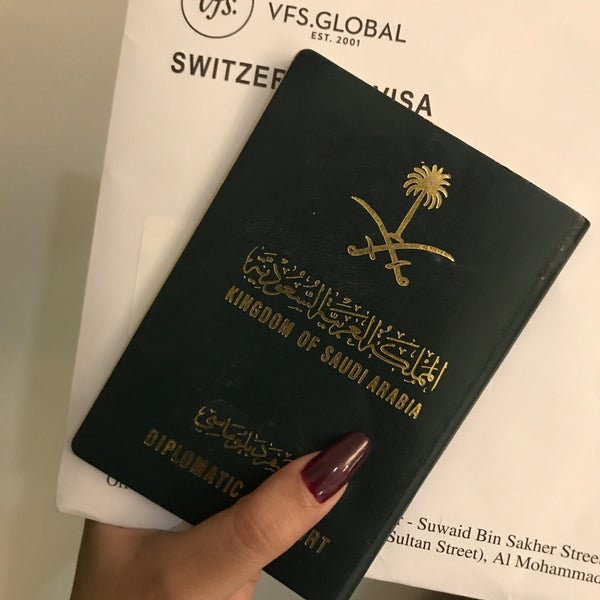 vfs.
VFS.GLOBAL
EST. 2001
SWITZER VISA
المملكة العربية السعودية
KINGDOM OF SAUDI ARABIA
دبلوماسي
DIPLOMATIC RT
- Suwaid Bin Sakher Stree
Sultan Street), Al Mohammad